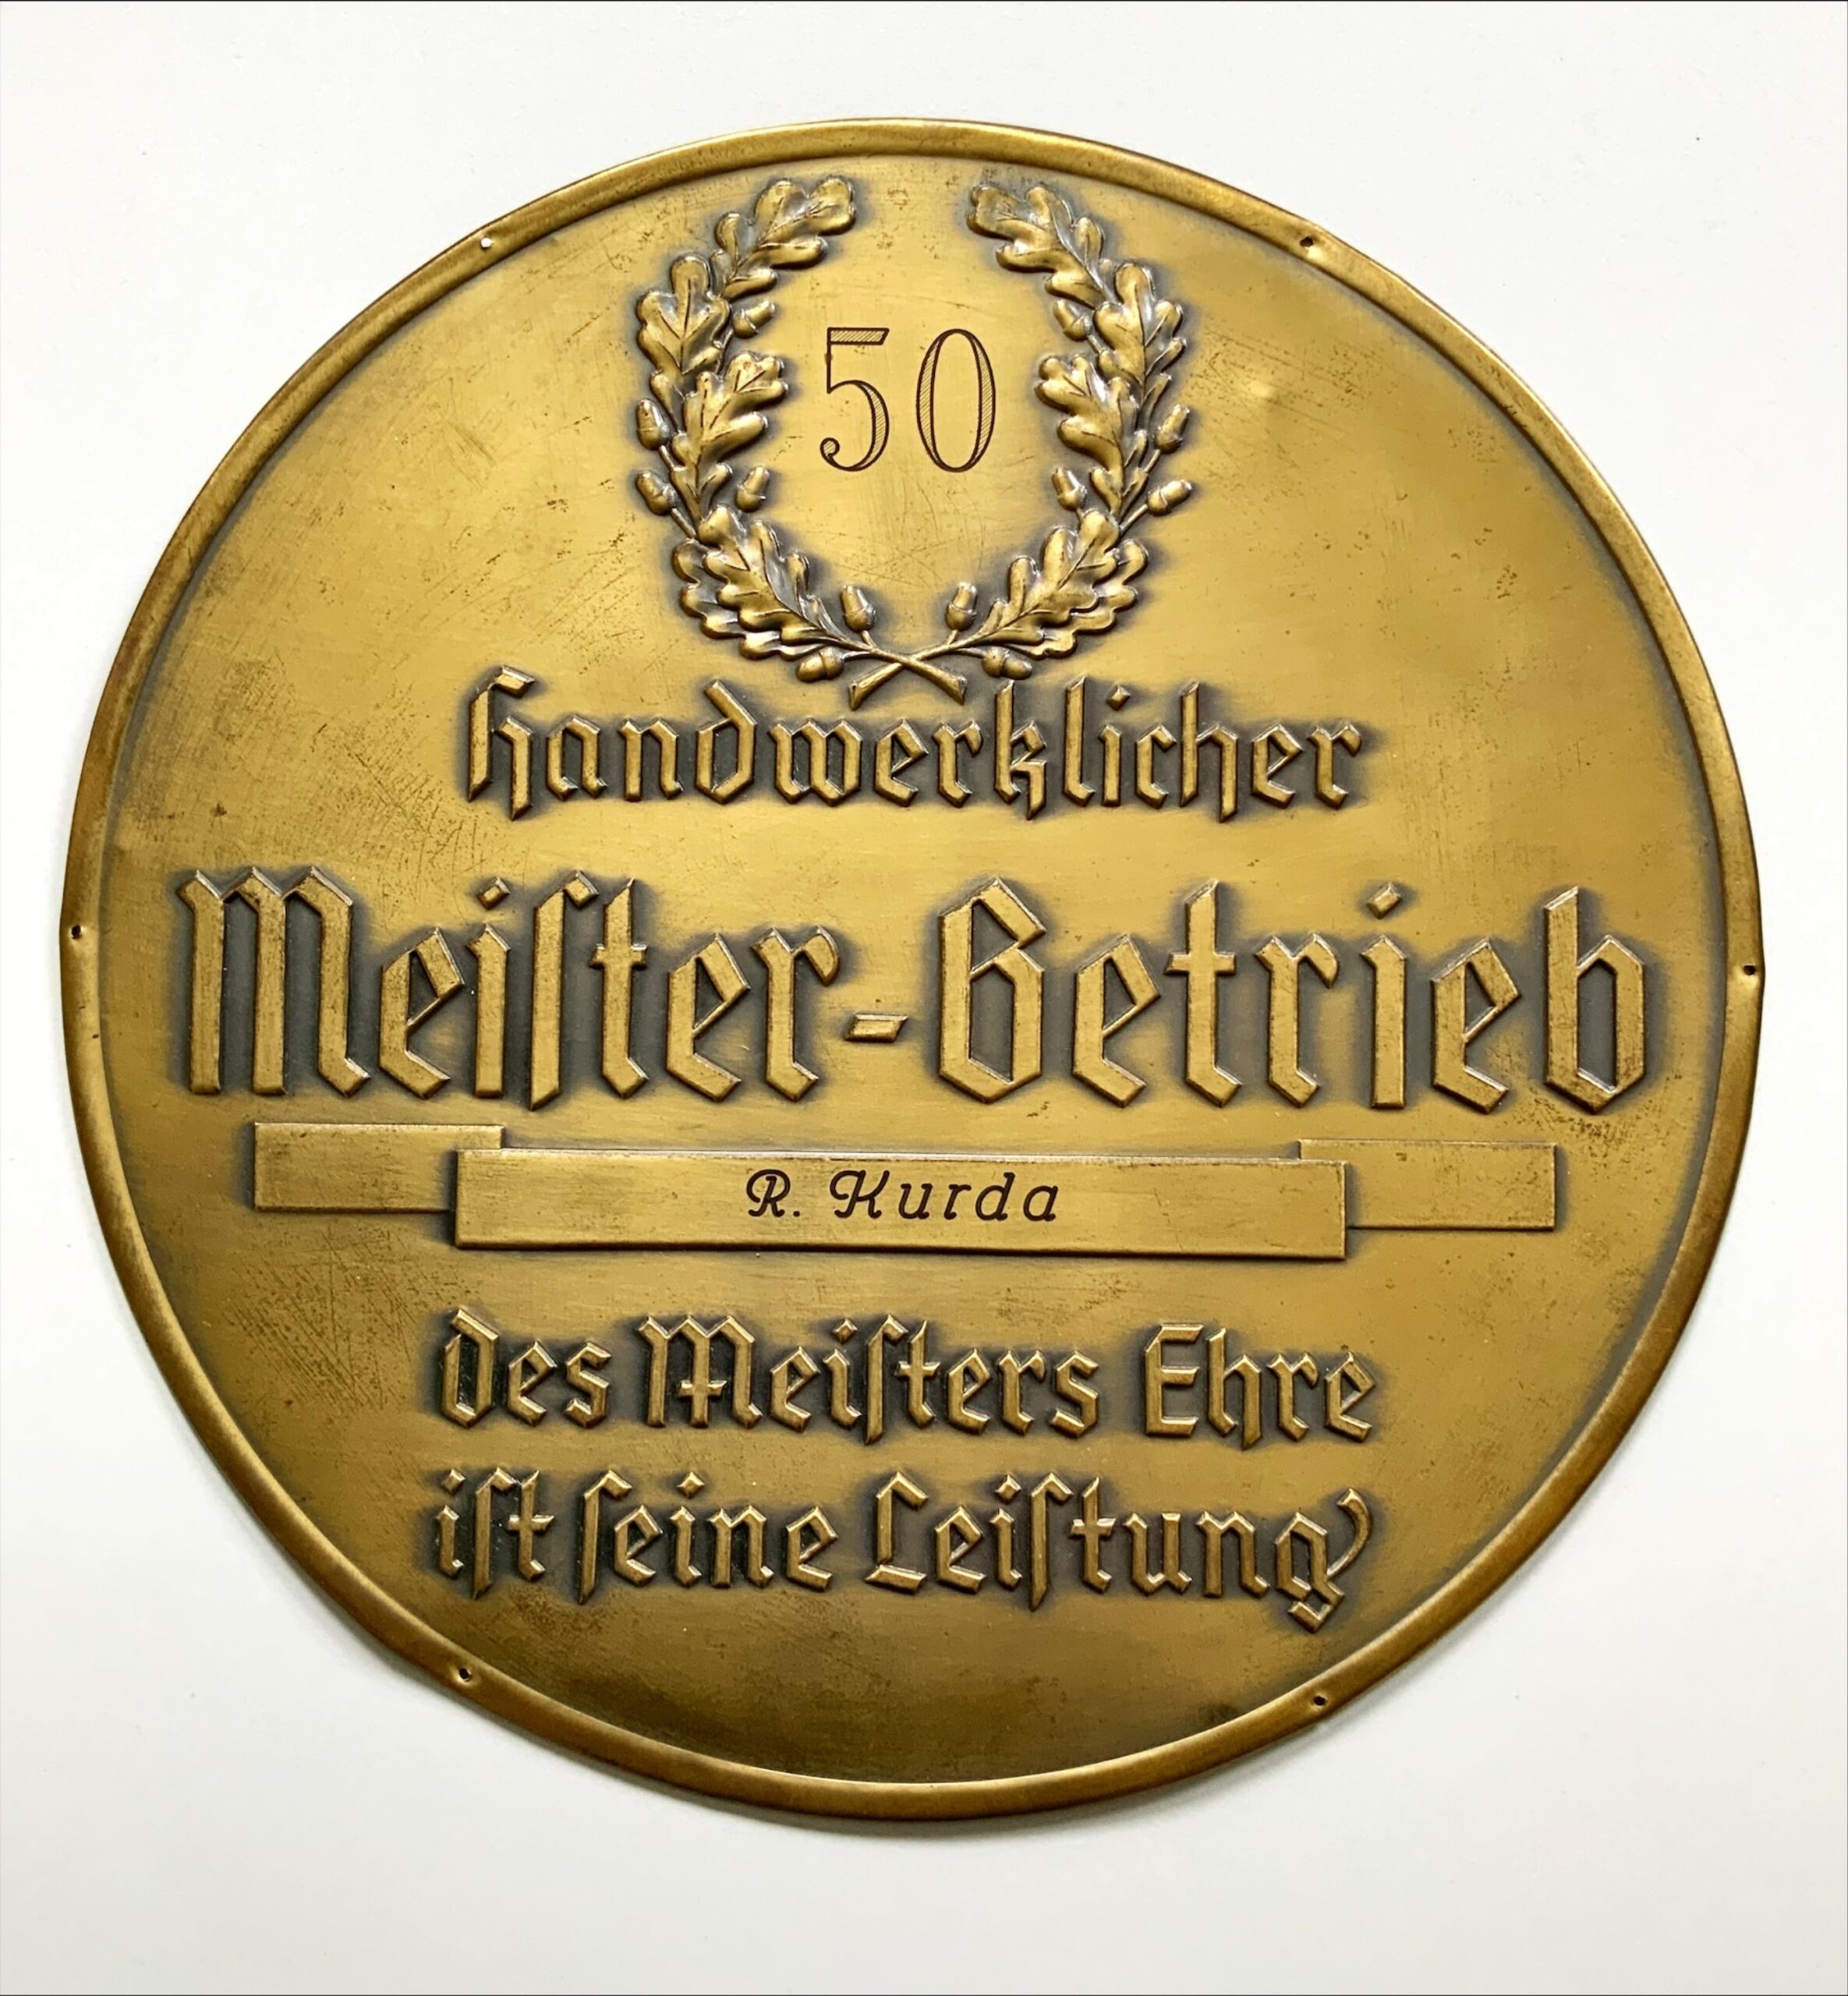 50
handwerklicher
Meiſter-Betrieb
R. Kurda
des Meiſters Ehre
iſt ſeine Leiſtung